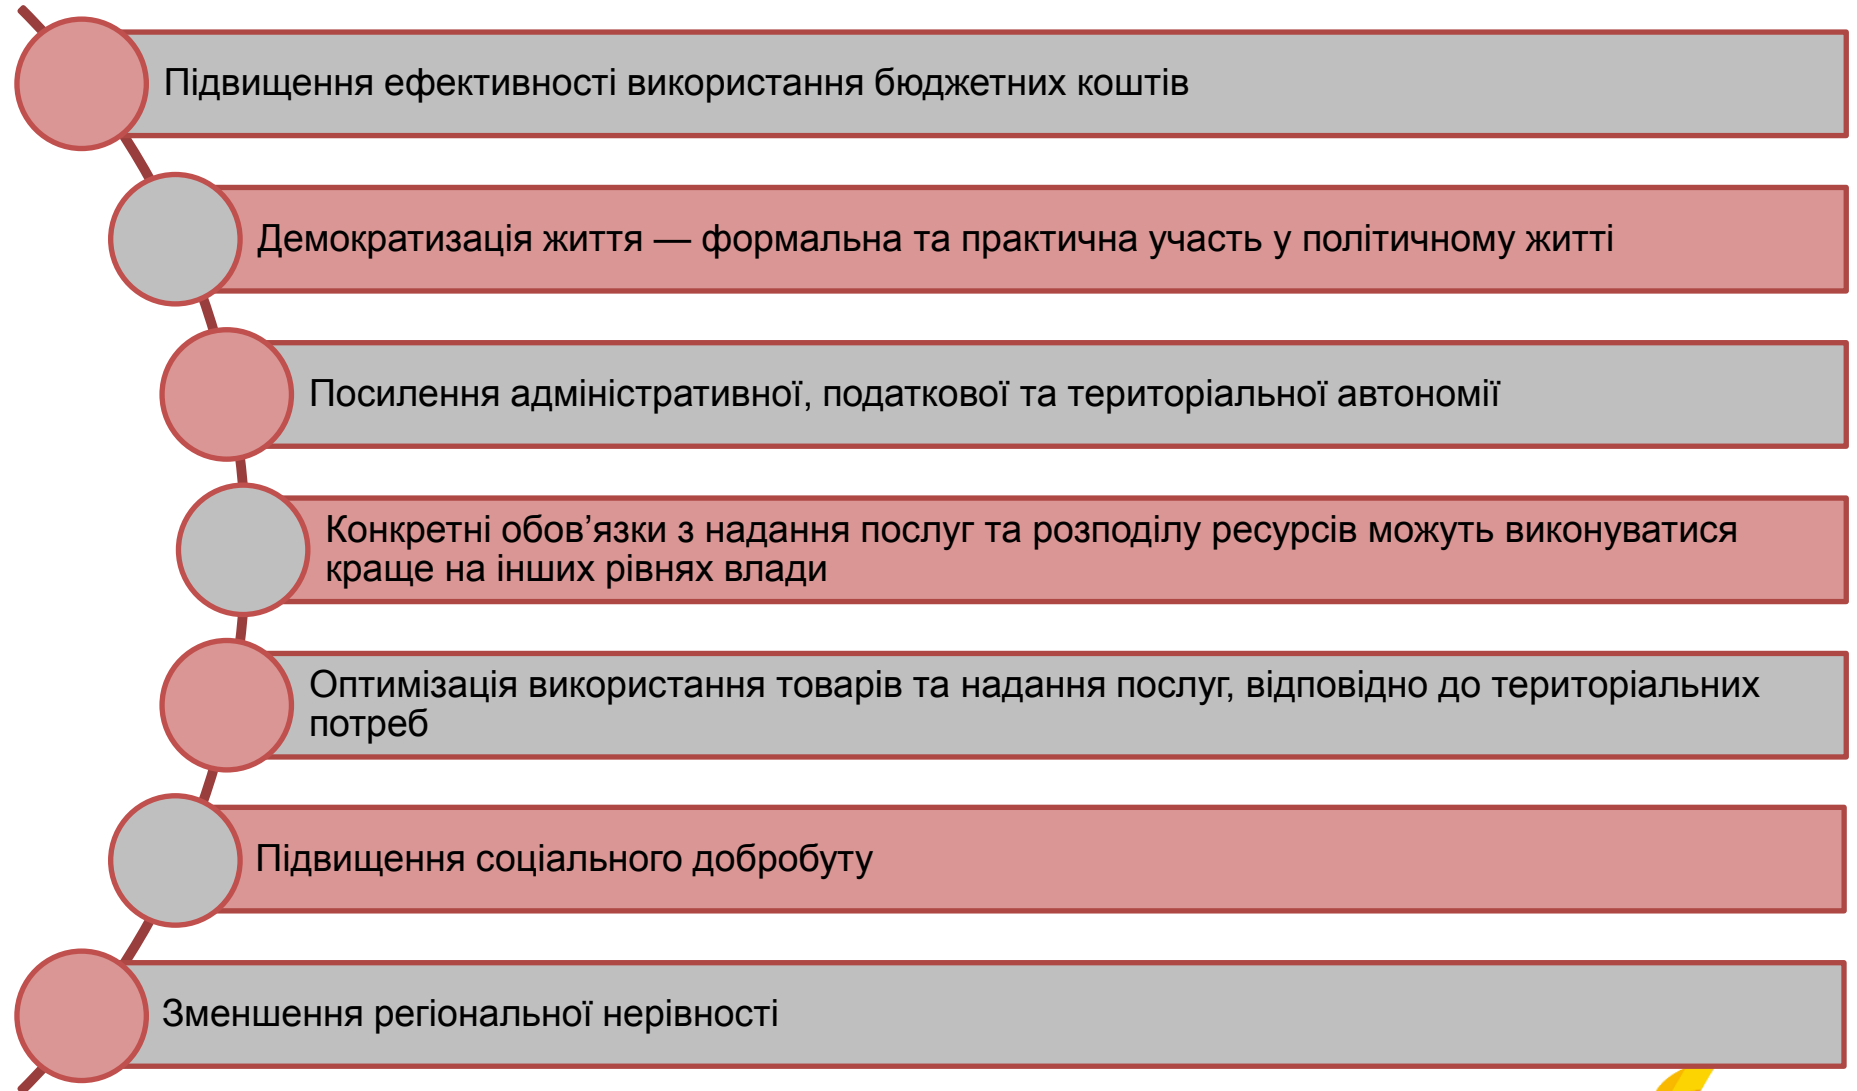 Підвищення ефективності використання бюджетних коштів
Демократизація життя — формальна та практична участь у політичному житті
Посилення адміністративної, податкової та територіальної автономії
Конкретні обов’язки з надання послуг та розподілу ресурсів можуть виконуватися
краще на інших рівнях влади
Оптимізація використання товарів та надання послуг, відповідно до територіальних
потреб
Підвищення соціального добробуту
Зменшення регіональної нерівності